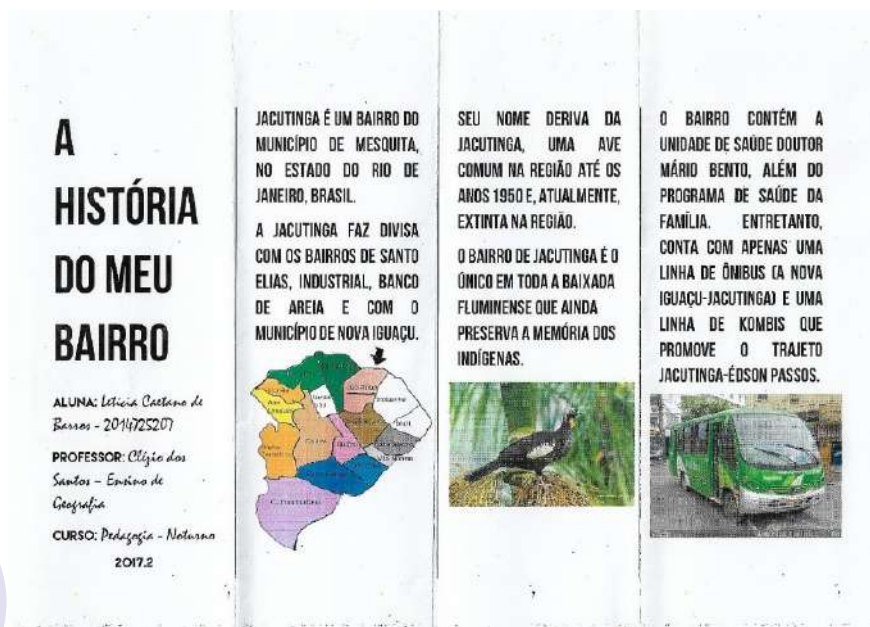 A
HISTÓRIA
DO MEU
BAIRRO
ALUNA: Letícia Caetano de
Barros - 2014725207
PROFESSOR: Clézio dos
Santos - Ensino de
Geografia
CURSO: Pedagogia - Noturno
2017.2
JACUTINGA É UM BAIRRO DO
MUNICÍPIO DE MESQUITA,
NO ESTADO DO RIO DE
JANEIRO, BRASIL.
A JACUTINGA FAZ DIVISA
COM OS BAIRROS DE SANTO
ELIAS, INDUSTRIAL, BANCO
DE AREIA E COM O
MUNICÍPIO DE NOVA IGUAÇU.
SEU NOME DERIVA DA
JACUTINGA, UMA AVE
COMUM NA REGIÃO ATÉ OS
ANOS 1950 E, ATUALMENTE,
EXTINTA NA REGIÃO.
O BAIRRO DE JACUTINGA É O
ÚNICO EM TODA A BAIXADA
FLUMINENSE QUE AINDA
PRESERVA A MEMÓRIA DOS
INDÍGENAS.
O BAIRRO CONTÉM A
UNIDADE DE SAÚDE DOUTOR
MÁRIO BENTO, ALÉM DO
PROGRAMA DE SAÚDE DA
FAMÍLIA. ENTRETANTO,
CONTA COM APENAS UMA
LINHA DE ÔNIBUS (A NOVA
IGUAÇU-JACUTINGA) E UMA
LINHA DE KOMBIS QUE
PROMOVE O TRAJETO
JACUTINGA-ÉDSON PASSOS.